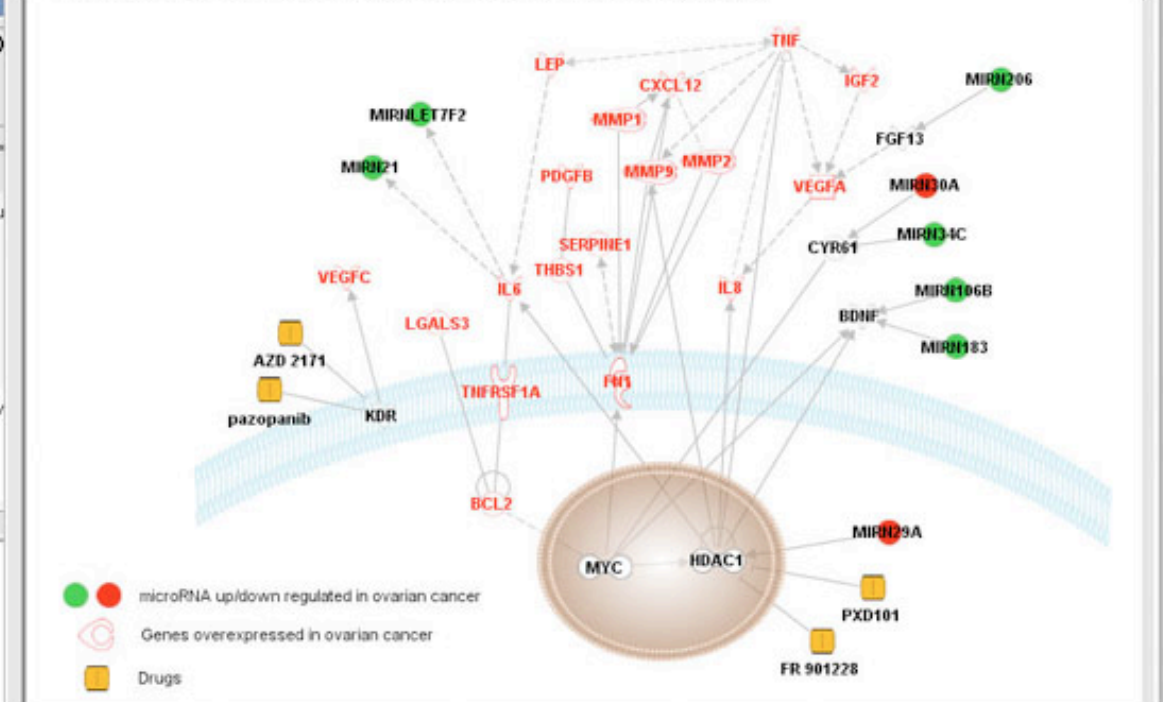 TNF
LEP
IGF2
MIRN206
CXCL12
MIRNLET7F2
MMP1
FGF13
MIRN21
MMP9
MMP2
PDGFB
VEGFA
MIRN30A
MIRN34C
SERPINE1
CYR61
THBS1
VEGFC
IL6
IL8
MIRN106B
BDNF
LGALS3
MIRN183
AZD 2171
FN1
TNFRSF1A
pazopanib
KDR
BCL2
MIRN29A
MYC
HDAC1
microRNA up/down regulated in ovarian cancer
PXD101
Genes overexpressed in ovarian cancer
FR 901228
Drugs